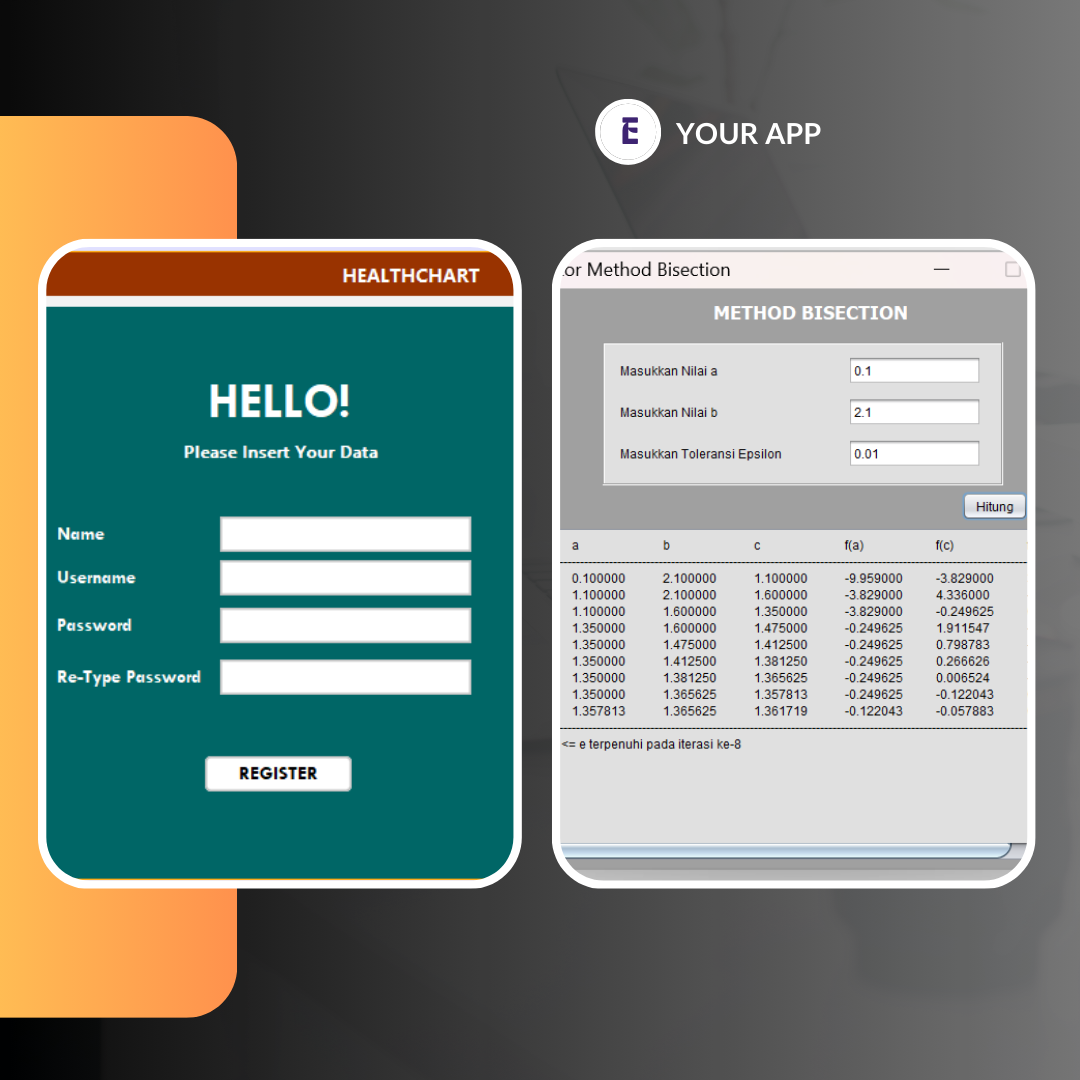 E YOUR APP
HEALTHCHART
HELLO!
Please Insert Your Data
Name
Username
Password
Re-Type Password
REGISTER
or Method Bisection
METHOD BISECTION
Masukkan Nilai a 0.1
Masukkan Nilai b 2.1
Masukkan Toleransi Epsilon 0.01
Hitung
a b c f(a) f(c)
0.100000 2.100000 1.100000 -9.959000 -3.829000
1.100000 2.100000 1.600000 -3.829000 4.336000
1.100000 1.600000 1.350000 -3.829000 -0.249625
1.350000 1.600000 1.475000 -0.249625 1.911547
1.350000 1.475000 1.412500 -0.249625 0.798783
1.350000 1.412500 1.381250 -0.249625 0.266626
1.350000 1.381250 1.365625 -0.249625 0.006524
1.350000 1.365625 1.357813 -0.249625 -0.122043
1.357813 1.365625 1.361719 -0.122043 -0.057883
<= e terpenuhi pada iterasi ke-8